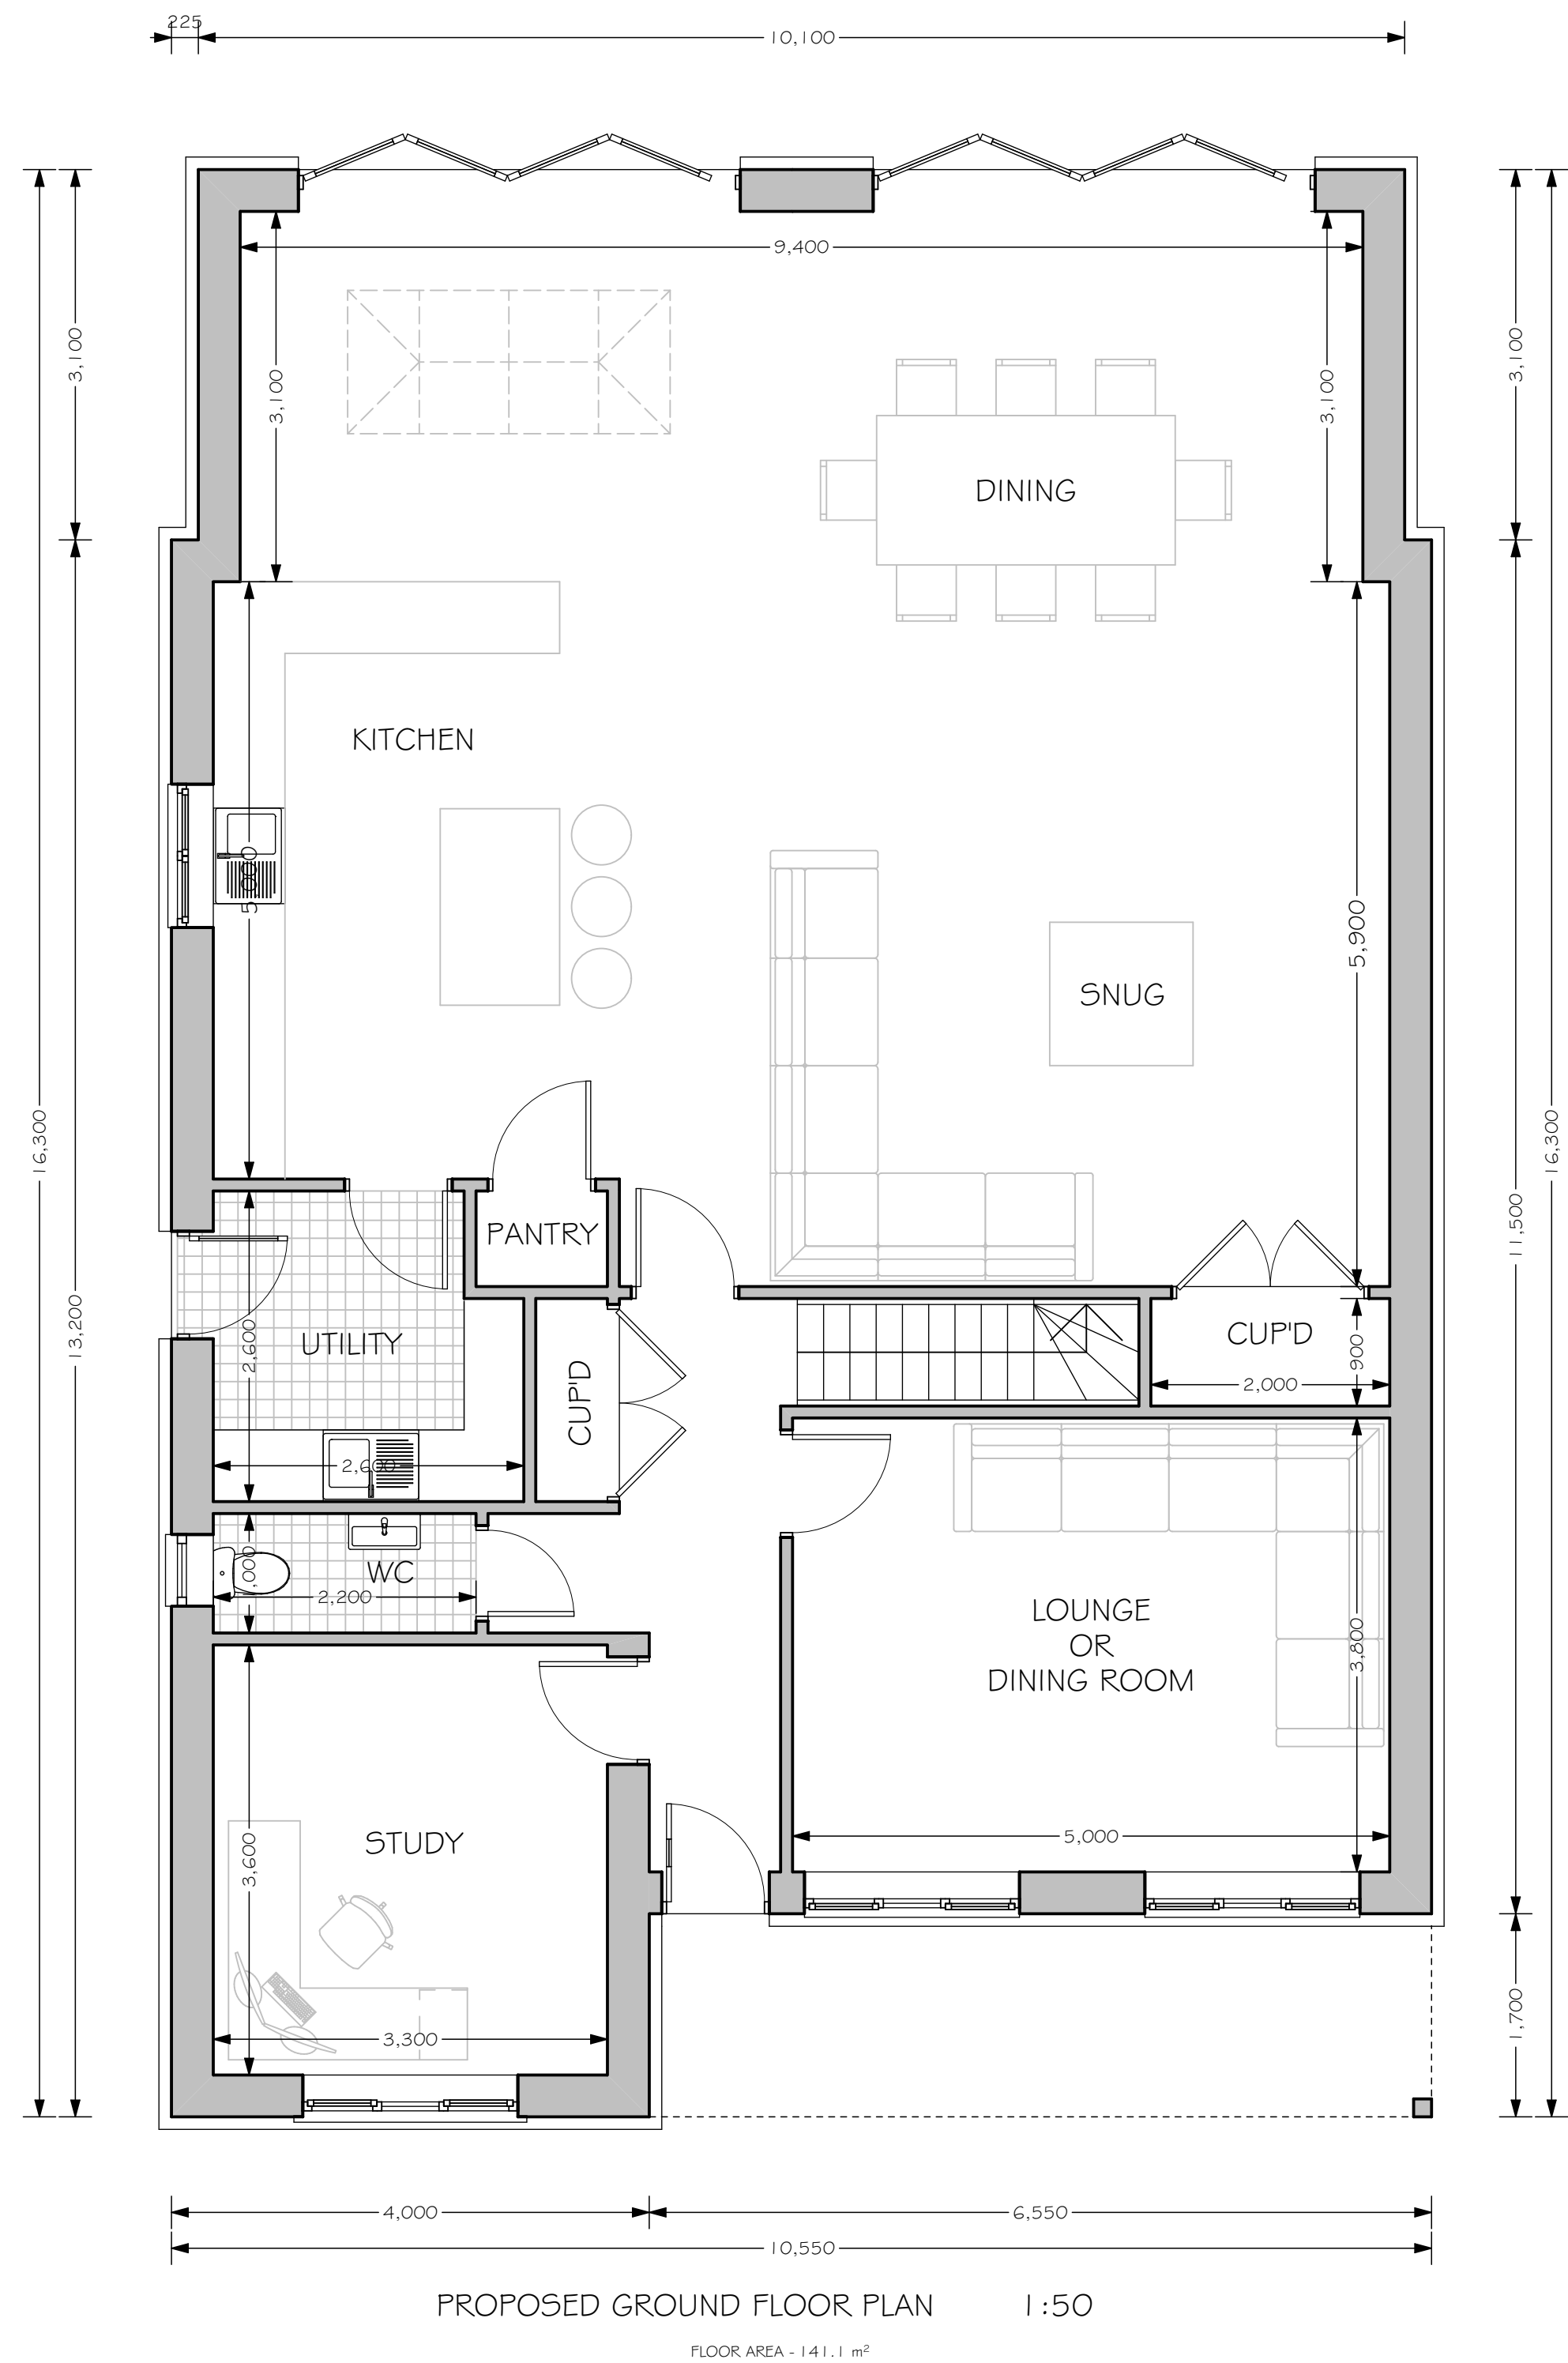 225
10,100
9,400
3,100
3,100
3,100
3,100
DINING
KITCHEN
5,000
5,900
SNUG
16,300
13,200
11,500
16,300
PANTRY
UTILITY
2,600
2,600
CUP'D
CUP'D
900
2,000
WC
2,200
LOUNGE
OR
DINING ROOM
3,800
5,000
STUDY
3,600
3,300
1,700
4,000
6,550
10,550
PROPOSED GROUND FLOOR PLAN 1:50
FLOOR AREA - 141.1 m²